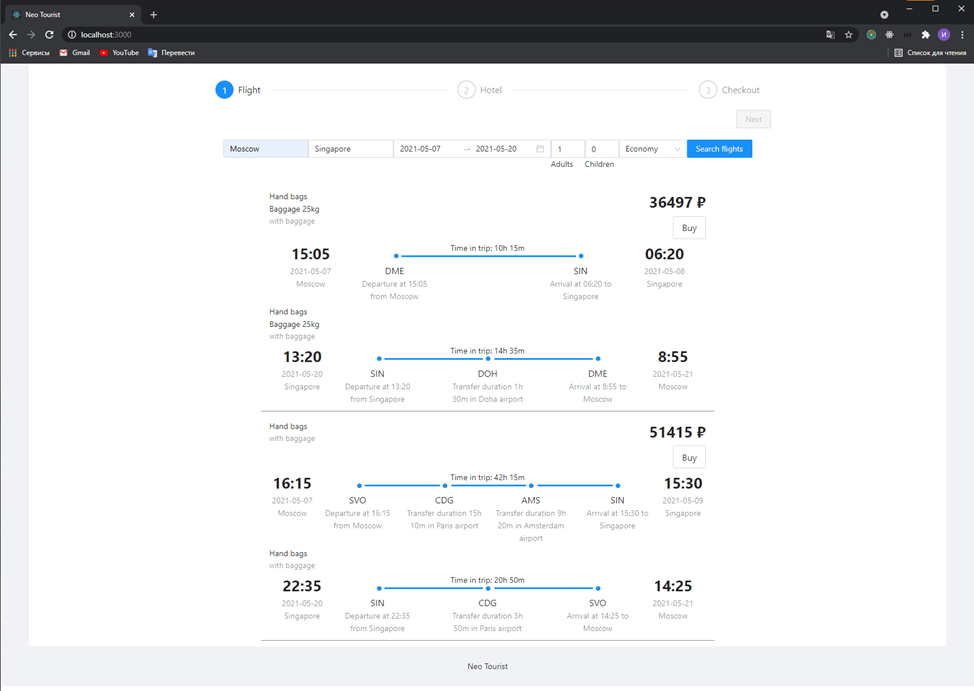 Neo Tourist
localhost:3000
Сервисы Gmail YouTube Перевести Список для чтения
1 Flight 2 Hotel 3 Checkout
Next
Moscow Singapore 2021-05-07 → 2021-05-20 1 0 Economy Search flights
Adults Children
Hand bags
Baggage 25kg
with baggage
36497 ₽
Buy
Time in trip: 10h 15m
15:05 06:20
2021-05-07 DME SIN 2021-05-08
Moscow Departure at 15:05 Arrival at 06:20 to Singapore
from Moscow Singapore
Hand bags
Baggage 25kg
with baggage
Time in trip: 14h 35m
13:20 8:55
2021-05-20 SIN DOH DME 2021-05-21
Singapore Departure at 13:20 Transfer duration 1h Arrival at 8:55 to Moscow
from Singapore 30m in Doha airport Moscow
Hand bags
with baggage
51415 ₽
Buy
Time in trip: 42h 15m
16:15 15:30
2021-05-07 SVO CDG AMS SIN 2021-05-09
Moscow Departure at 16:15 Transfer duration 15h Transfer duration 9h Arrival at 15:30 to Singapore
from Moscow 10m in Paris airport 20m in Amsterdam Singapore
airport
Hand bags
with baggage
Time in trip: 20h 50m
22:35 14:25
2021-05-20 SIN CDG SVO 2021-05-21
Singapore Departure at 22:35 Transfer duration 3h Arrival at 14:25 to Moscow
from Singapore 50m in Paris airport Moscow
Neo Tourist